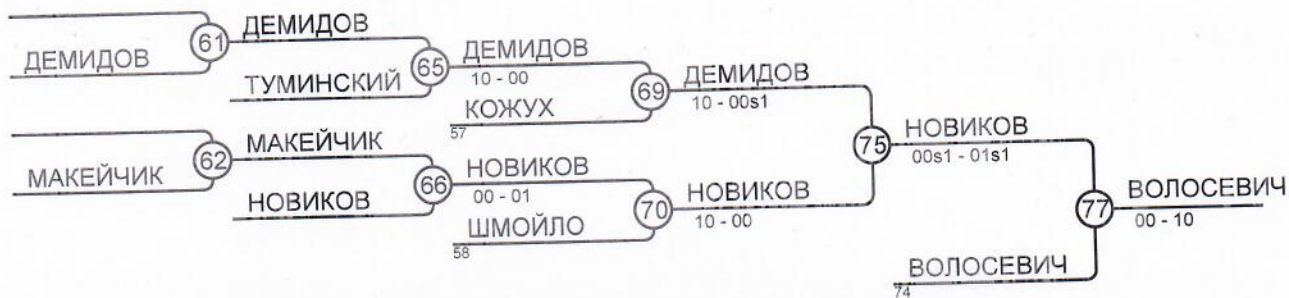 61
ДЕМИДОВ
ДЕМИДОВ
65
ДЕМИДОВ
10 - 00
ТУМИНСКИЙ
69
ДЕМИДОВ
10 - 00s1
КОЖУХ
57
МАКЕЙЧИК
62
МАКЕЙЧИК
75
НОВИКОВ
00s1 - 01s1
66
НОВИКОВ
00 - 01
НОВИКОВ
70
НОВИКОВ
10 - 00
ШМОЙЛО
58
77
ВОЛОСЕВИЧ
00 - 10
ВОЛОСЕВИЧ
74